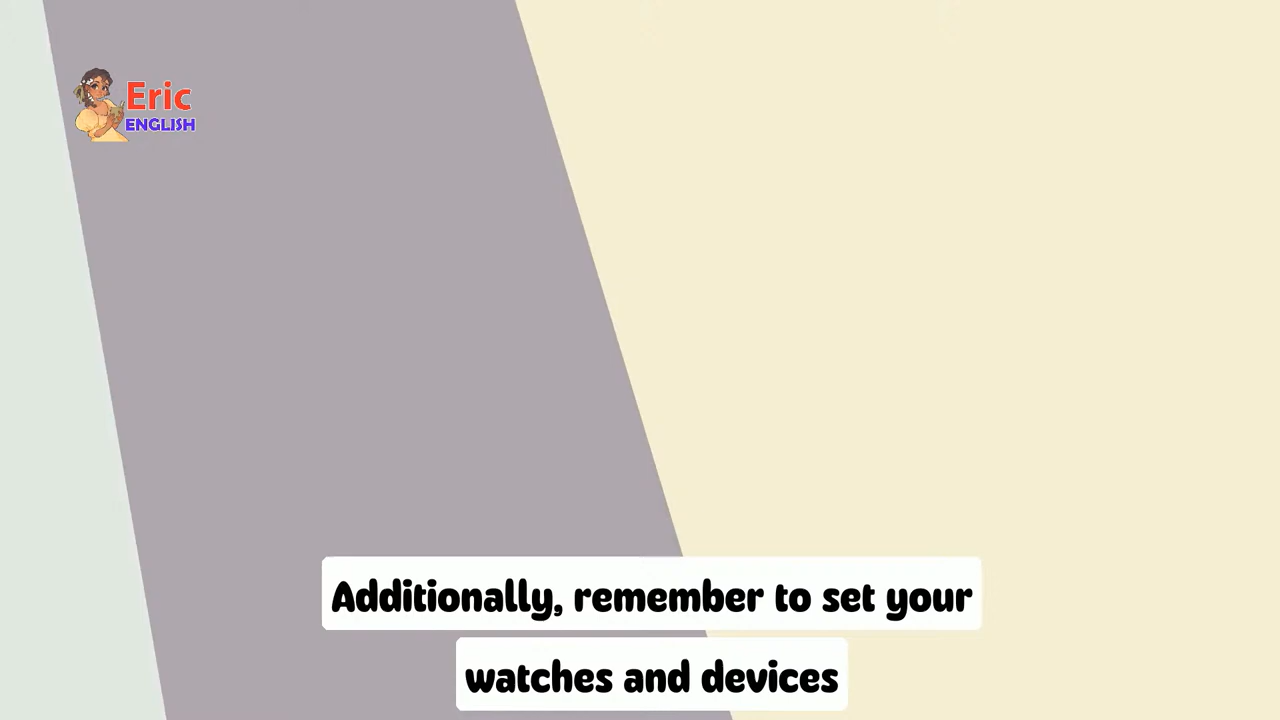 Eric
ENGLISH
Additionally, remember to set your
watches and devices